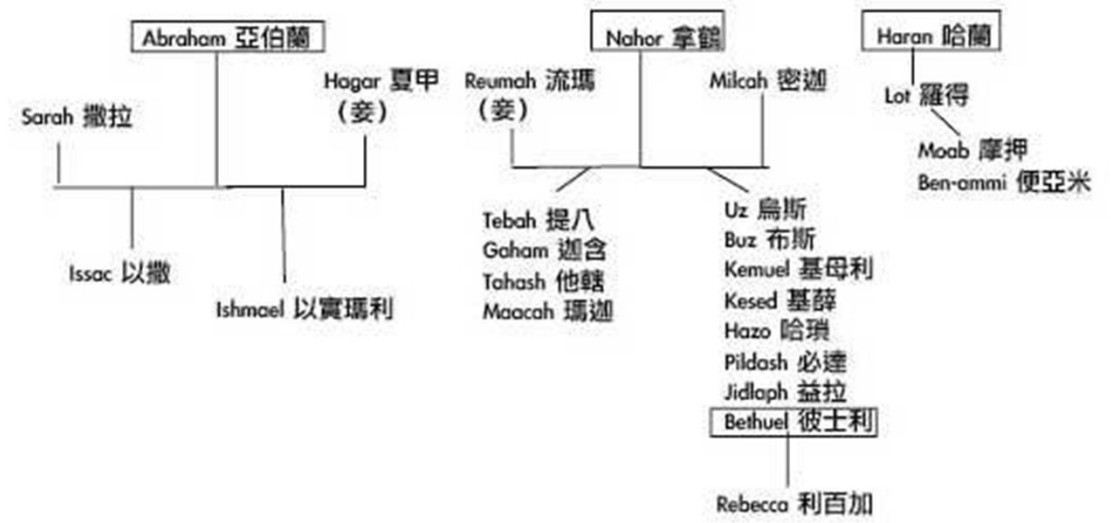 Abraham 亞伯蘭
Sarah 撒拉
Hagar 夏甲
(妾)
Issac 以撒
Ishmael 以實瑪利
Nahor 拿鶴
Reumah 流瑪
(妾)
Milcah 密迦
Tebah 提八
Gaham 迦含
Tahash 他轄
Maacah 瑪迦
Uz 烏斯
Buz 布斯
Kemuel 基母利
Kesed 基薛
Hazo 哈瑣
Pildash 必達
Jidlaph 益拉
Bethuel 彼土利
Rebecca 利百加
Haran 哈蘭
Lot 羅得
Moab 摩押
Ben-ammi 便亞米